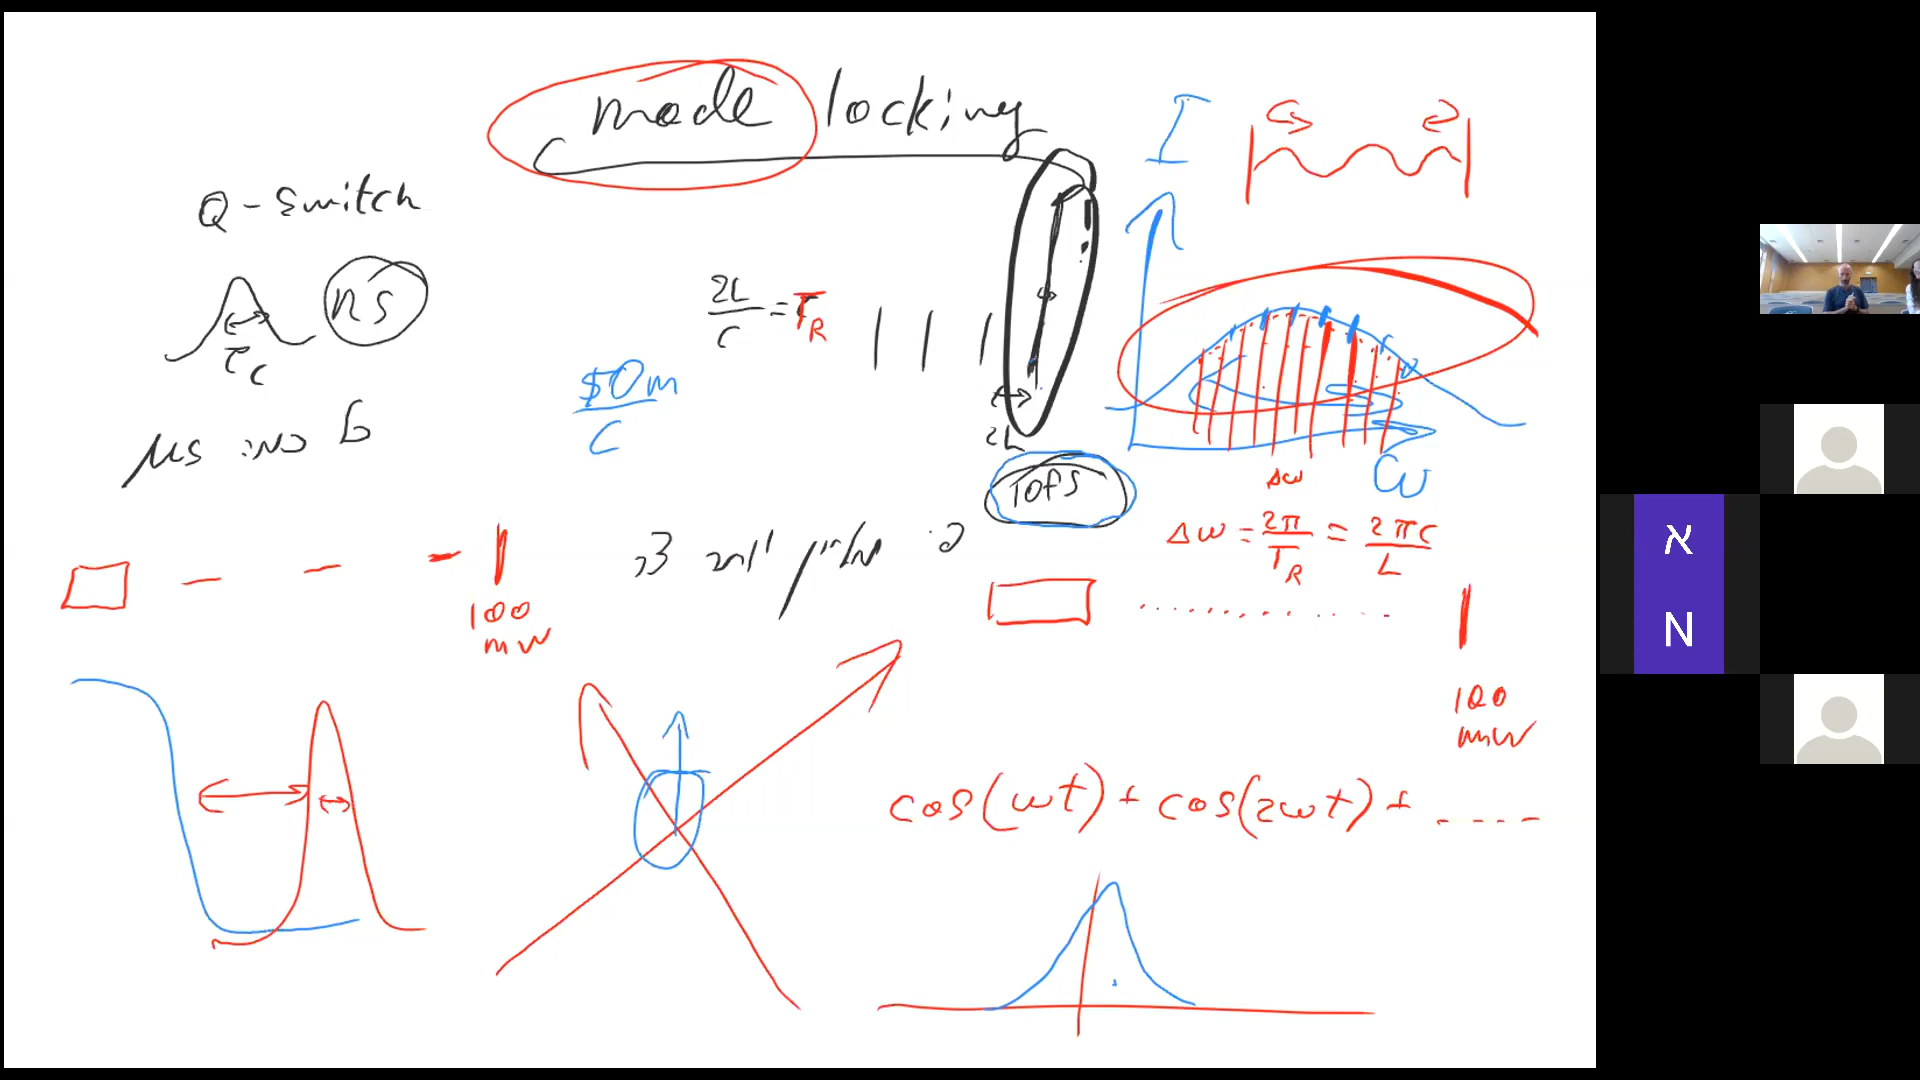 mode locking
I
Q-Switch
ns
τc
2L/c = TR
50m/c
μs
2L
10fs
Δω
ω
Δω = 2π/TR = 2πc/L
100
mW
100
mW
cos(ωt) + cos(2ωt) + ----
א
N